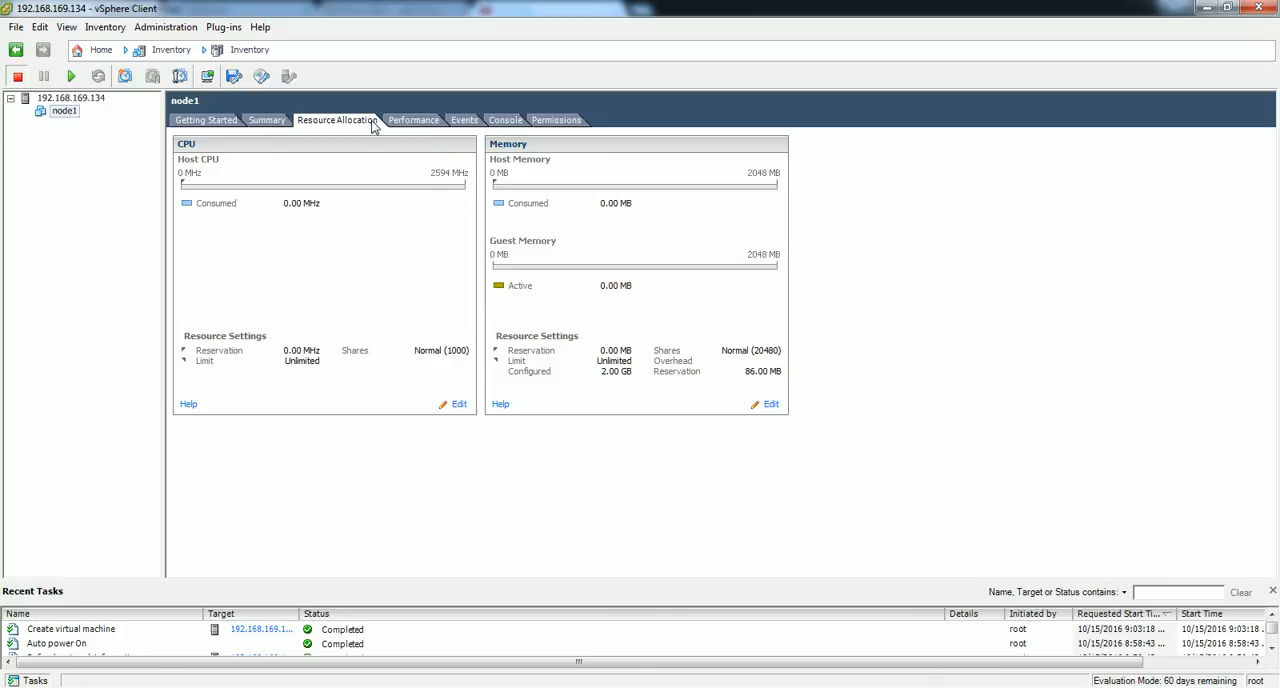 192.168.169.134 - vSphere Client
File Edit View Inventory Administration Plug-ins Help
Home Inventory Inventory
192.168.169.134
node1
node1
Getting Started Summary Resource Allocation Performance Events Console Permissions
CPU
Host CPU
0 MHz 2594 MHz
Consumed 0.00 MHz
Resource Settings
Reservation 0.00 MHz Shares Normal (1000)
Limit Unlimited
Help Edit
Memory
Host Memory
0 MB 2048 MB
Consumed 0.00 MB
Guest Memory
0 MB 2048 MB
Active 0.00 MB
Resource Settings
Reservation 0.00 MB Shares Normal (20480)
Limit Unlimited Overhead
Configured 2.00 GB Reservation 86.00 MB
Help Edit
Recent Tasks Name, Target or Status contains: Clear
Name Target Status Details Initiated by Requested Start Ti... Start Time
Create virtual machine 192.168.169.1... Completed root 10/15/2016 9:03:18 ... 10/15/2016 9:03:18 .
Auto power On Completed root 10/15/2016 8:58:43 ... 10/15/2016 8:58:43 .
Tasks Evaluation Mode: 60 days remaining root